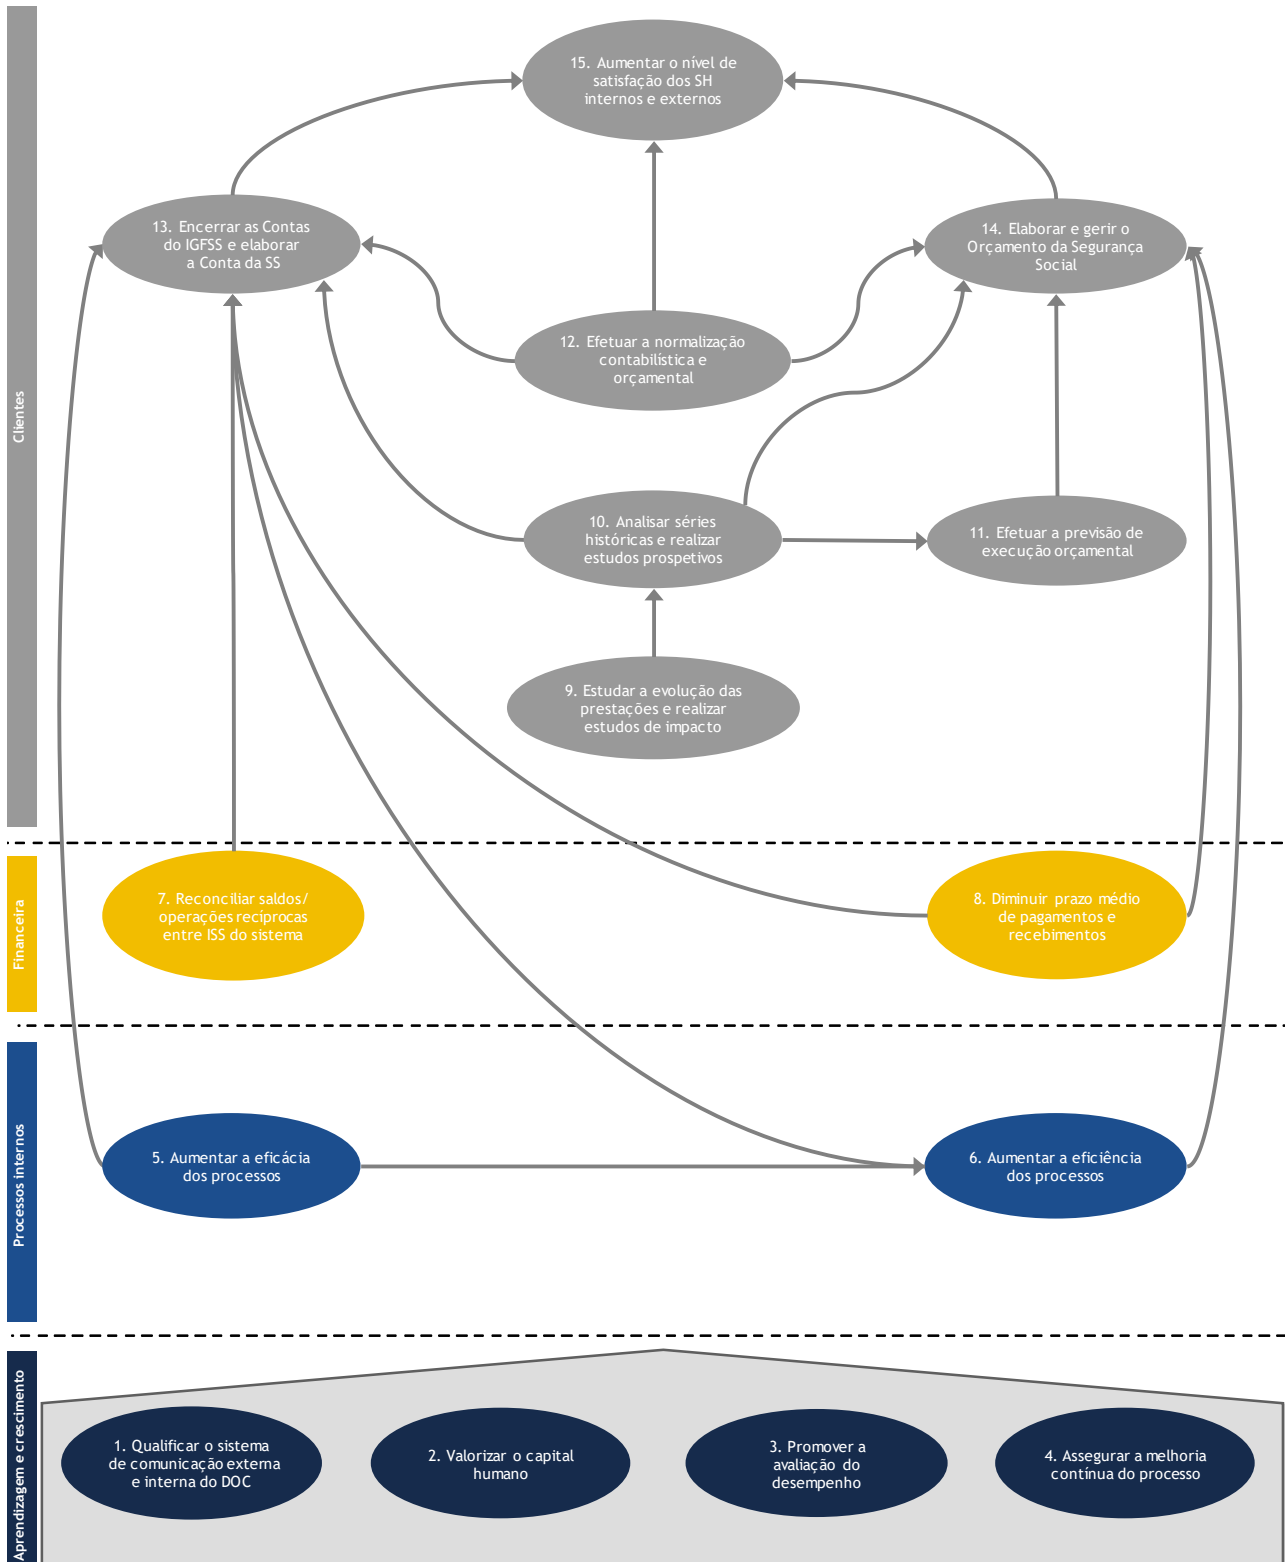 Clientes
15. Aumentar o nível de
satisfação dos SH
internos e externos
13. Encerrar as Contas
do IGFSS e elaborar
a Conta da SS
14. Elaborar e gerir o
Orçamento da Segurança
Social
12. Efetuar a normalização
contabilística e
orçamental
10. Analisar séries
históricas e realizar
estudos prospetivos
11. Efetuar a previsão de
execução orçamental
9. Estudar a evolução das
prestações e realizar
estudos de impacto
Financeira
7. Reconciliar saldos/
operações recíprocas
entre ISS do sistema
8. Diminuir prazo médio
de pagamentos e
recebimentos
Processos internos
5. Aumentar a eficácia
dos processos
6. Aumentar a eficiência
dos processos
Aprendizagem e crescimento
1. Qualificar o sistema
de comunicação externa
e interna do DOC
2. Valorizar o capital
humano
3. Promover a
avaliação do
desempenho
4. Assegurar a melhoria
contínua do processo